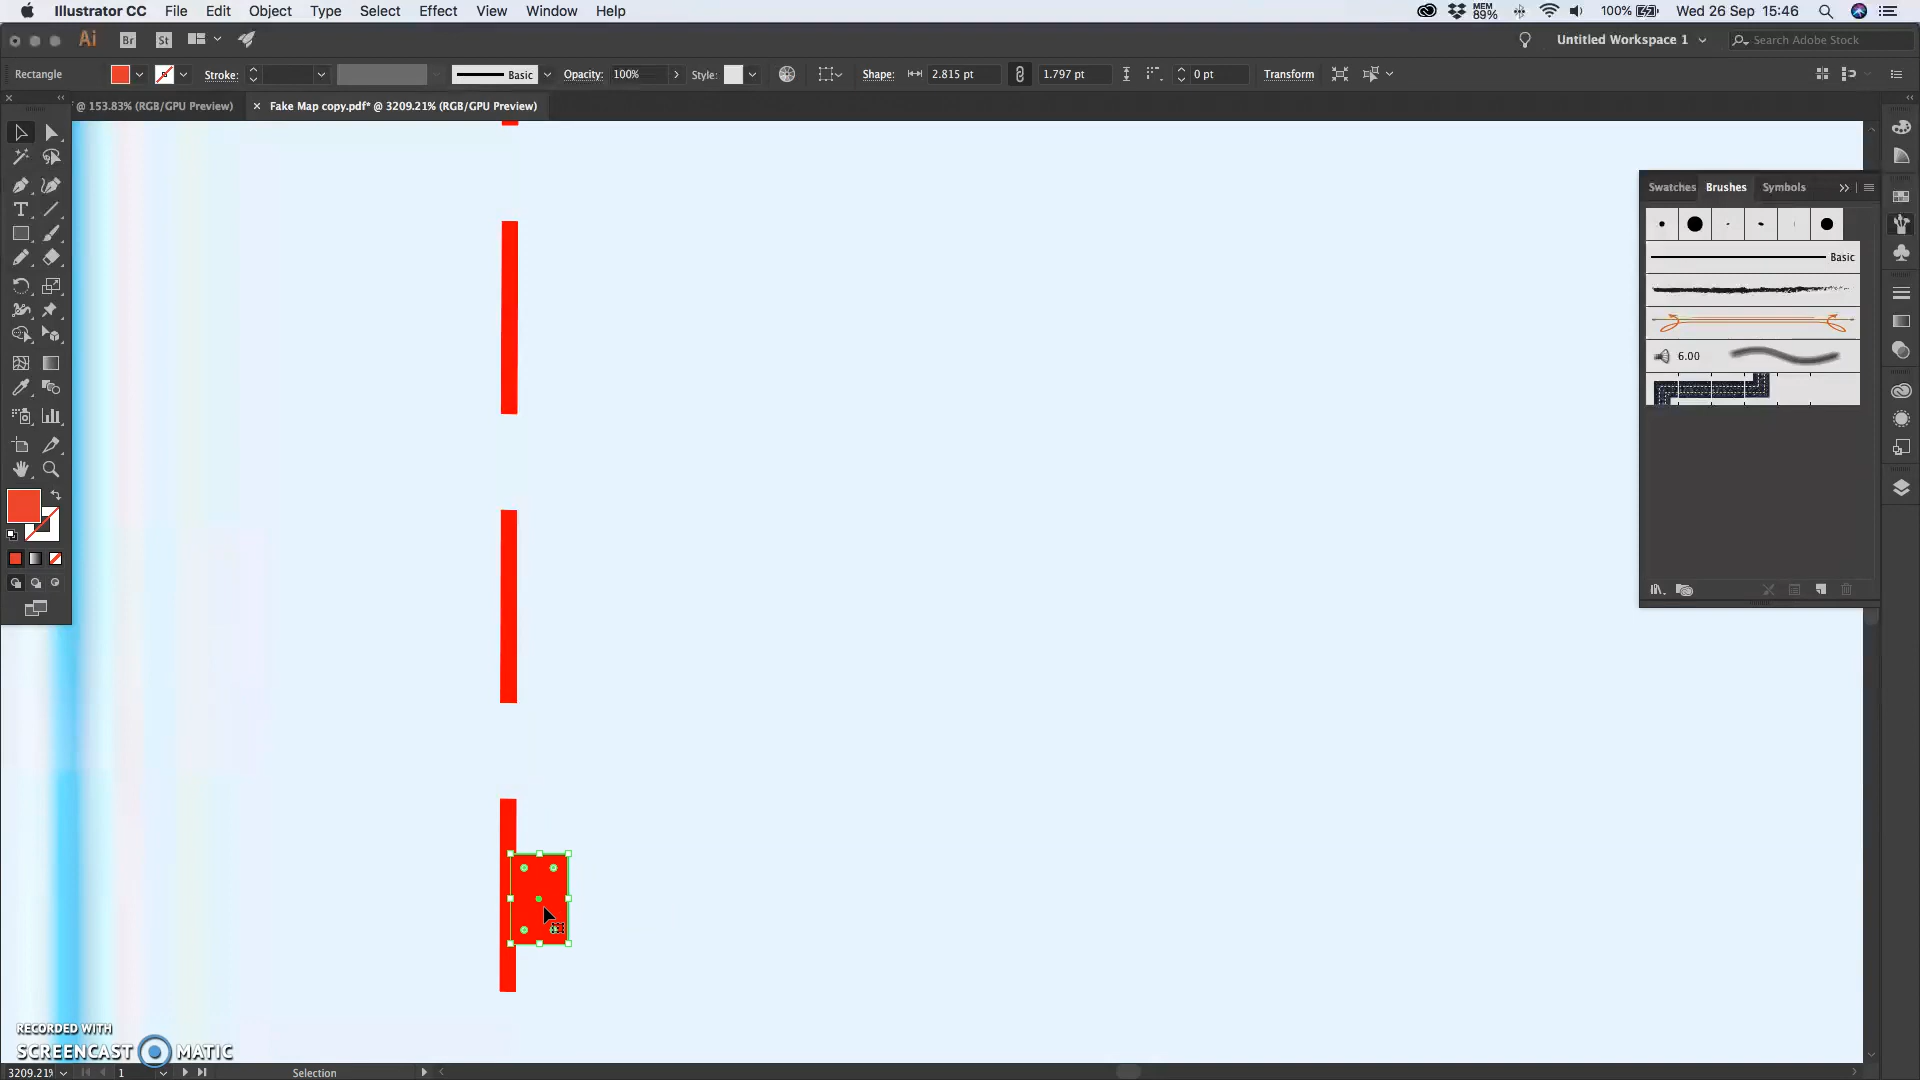 Illustrator CC File Edit Object Type Select Effect View Window Help
MEM
89%
100% Wed 26 Sep 15:46
Ai Br St Untitled Workspace 1 Search Adobe Stock
Rectangle Stroke: Basic Opacity: 100% Style: Shape: 2.815 pt 1.797 pt 0 pt Transform
@ 153.83% (RGB/GPU Preview) Fake Map copy.pdf* @ 3209.21% (RGB/GPU Preview)
Swatches Brushes Symbols
Basic
6.00
RECORDED WITH
SCREENCAST MATIC
3209.21% 1 Selection